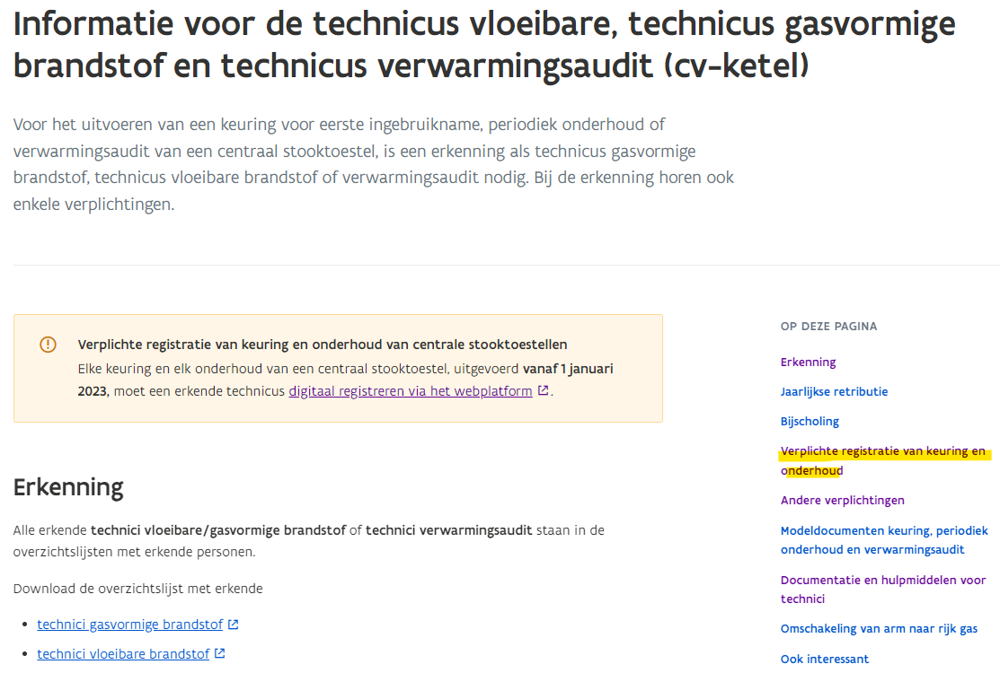 Informatie voor de technicus vloeibare, technicus gasvormige
brandstof en technicus verwarmingsaudit (cv-ketel)
Voor het uitvoeren van een keuring voor eerste ingebruikname, periodiek onderhoud of
verwarmingsaudit van een centraal stooktoestel, is een erkenning als technicus gasvormige
brandstof, technicus vloeibare brandstof of verwarmingsaudit nodig. Bij de erkenning horen ook
enkele verplichtingen.
Verplichte registratie van keuring en onderhoud van centrale stooktoestellen
Elke keuring en elk onderhoud van een centraal stooktoestel, uitgevoerd vanaf 1 januari
2023, moet een erkende technicus digitaal registreren via het webplatform.
Erkenning
Alle erkende technici vloeibare/gasvormige brandstof of technici verwarmingsaudit staan in de
overzichtslijsten met erkende personen.
Download de overzichtslijst met erkende
• technici gasvormige brandstof
• technici vloeibare brandstof
OP DEZE PAGINA
Erkenning
Jaarlijkse retributie
Bijscholing
Verplichte registratie van keuring en
onderhoud
Andere verplichtingen
Modeldocumenten keuring, periodiek
onderhoud en verwarmingsaudit
Documentatie en hulpmiddelen voor
technici
Omschakeling van arm naar rijk gas
Ook interessant